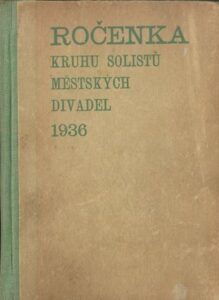 ROČENKA
KRUHU SOLISTŮ
MĚSTSKÝCH
DIVADEL
1936